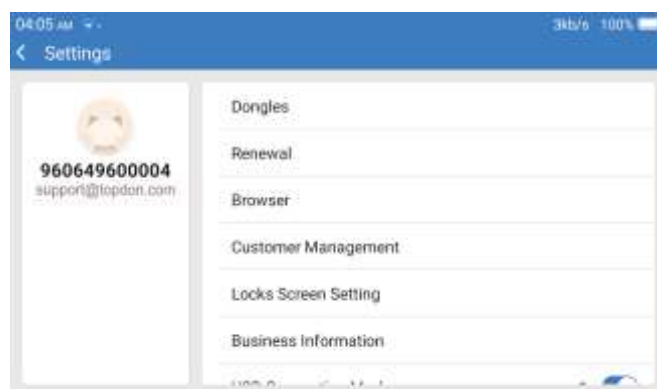 04:05 AM
3kb/s 100%
Settings
960649600004
support@topdon.com
Dongles
Renewal
Browser
Customer Management
Locks Screen Setting
Business Information